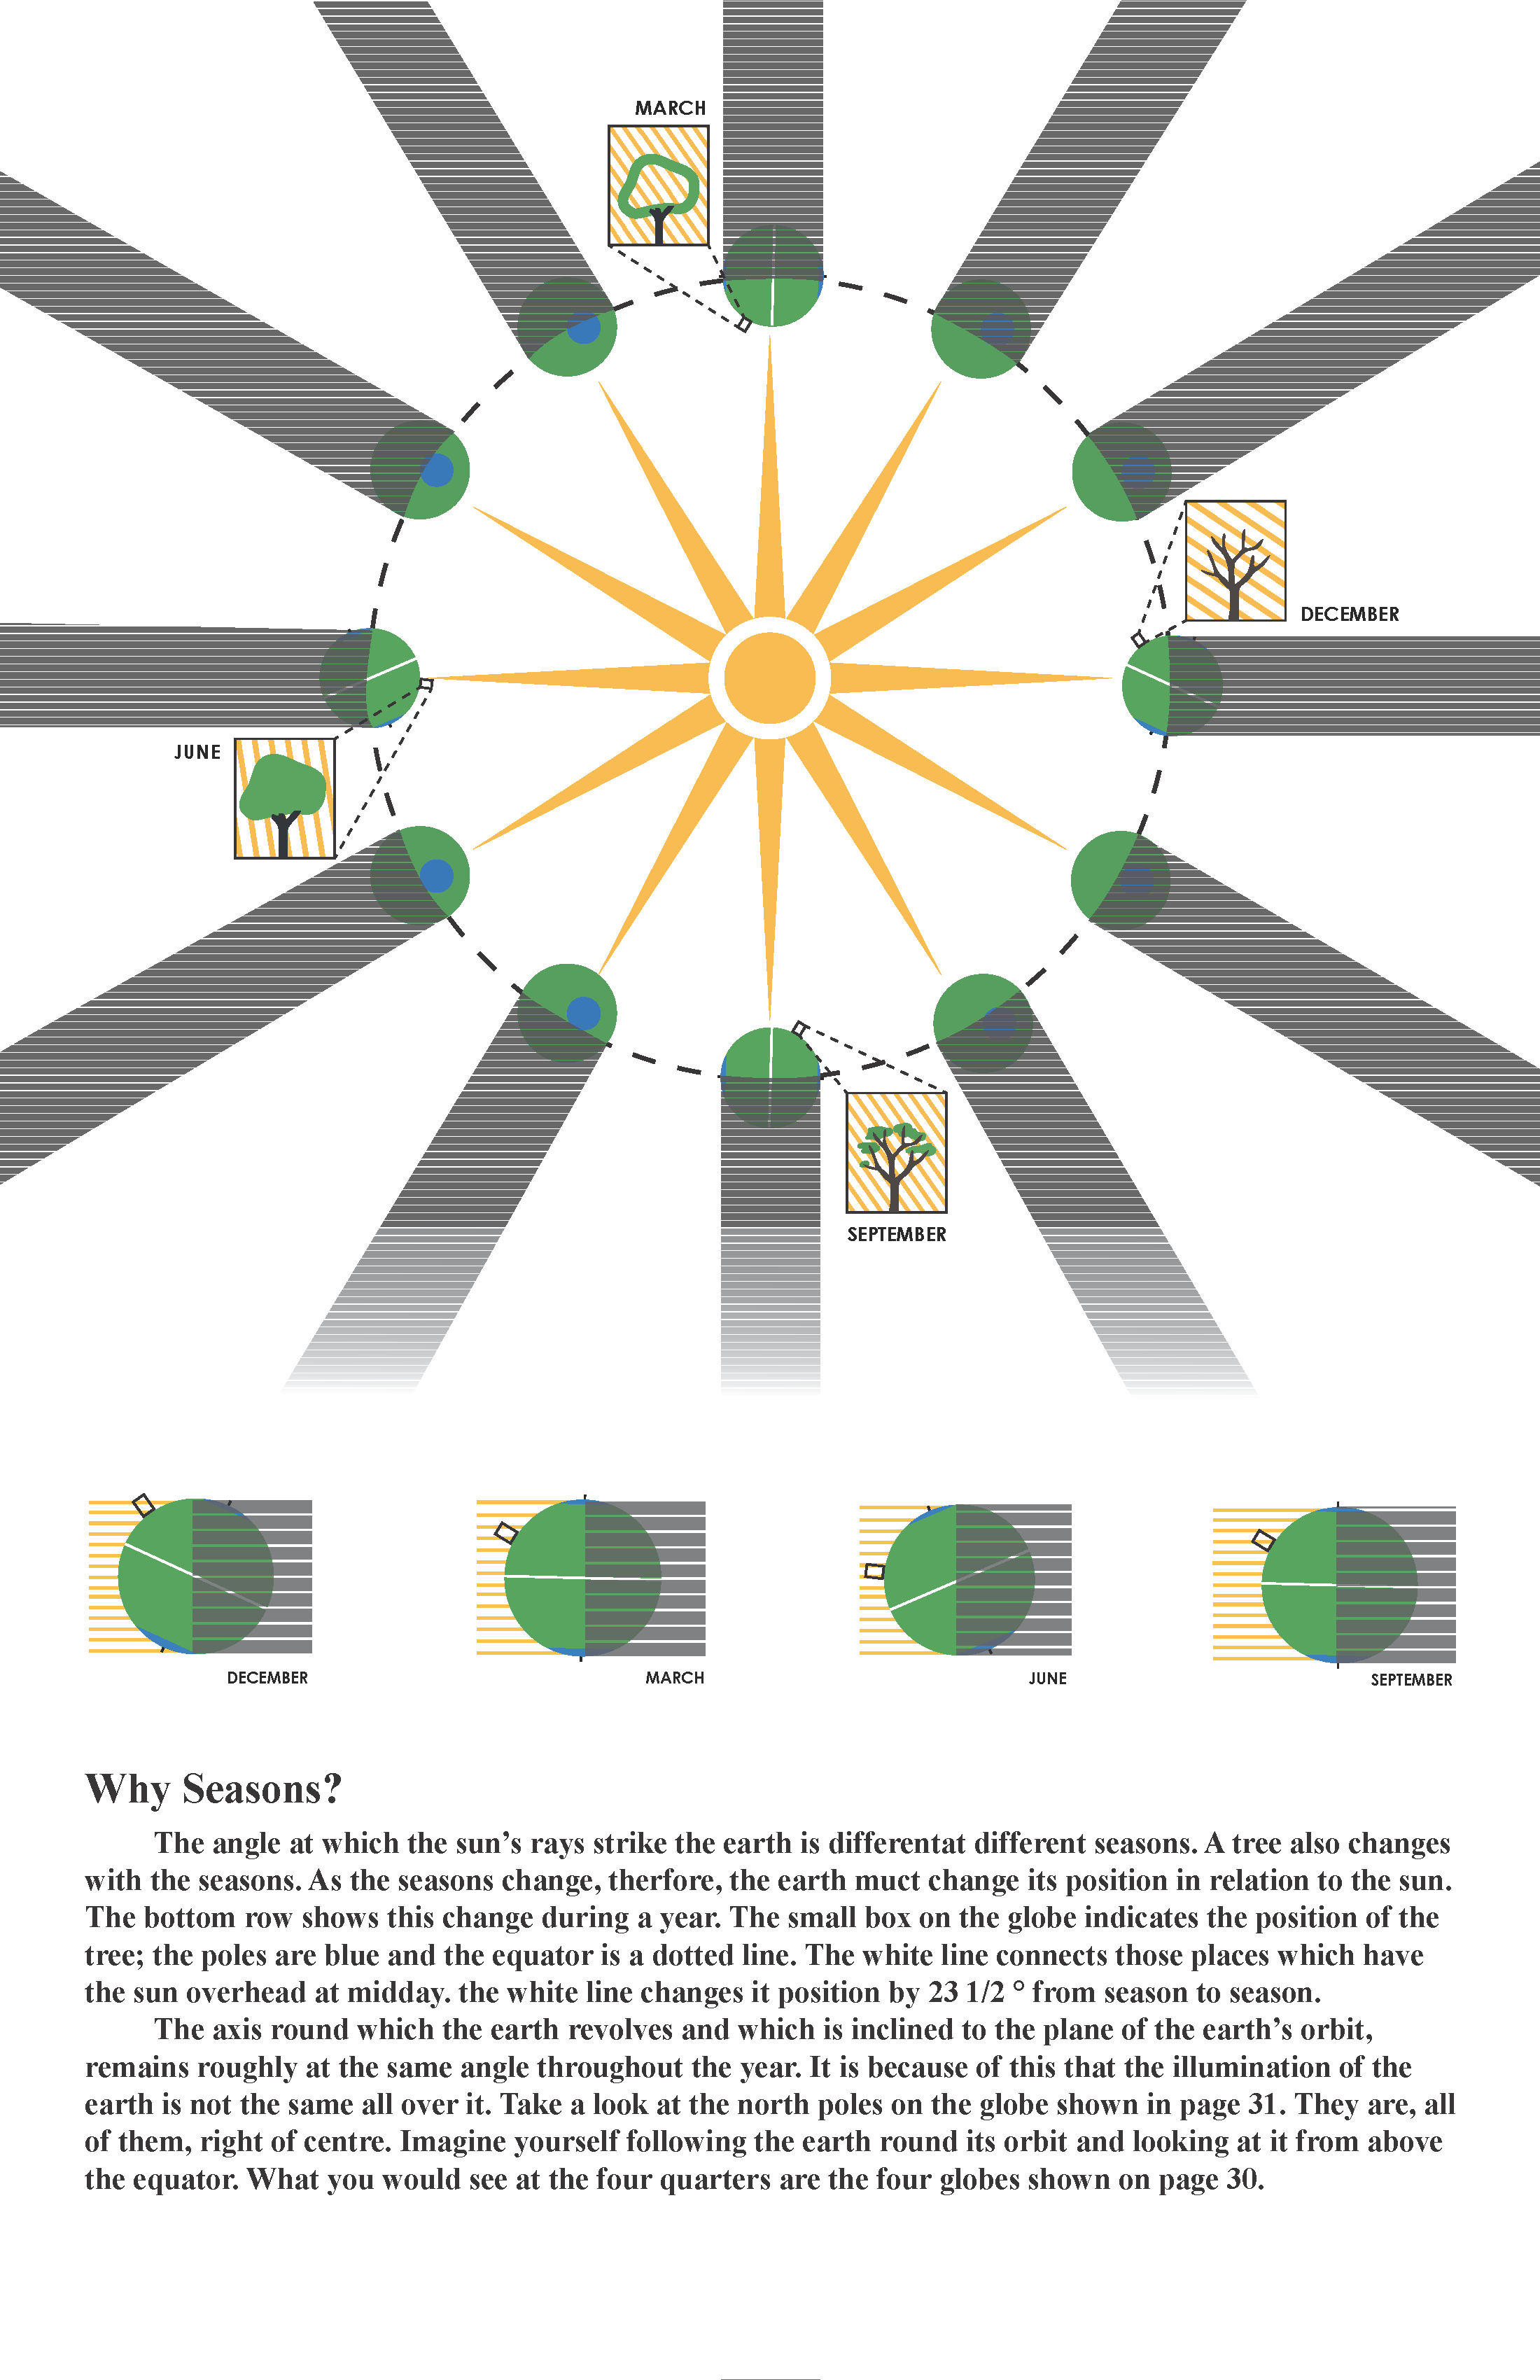 MARCH
DECEMBER
JUNE
SEPTEMBER
DECEMBER
MARCH
JUNE
SEPTEMBER
Why Seasons?
The angle at which the sun’s rays strike the earth is differentat different seasons. A tree also changes
with the seasons. As the seasons change, therfore, the earth muct change its position in relation to the sun.
The bottom row shows this change during a year. The small box on the globe indicates the position of the
tree; the poles are blue and the equator is a dotted line. The white line connects those places which have
the sun overhead at midday. the white line changes it position by 23 1/2 ° from season to season.
The axis round which the earth revolves and which is inclined to the plane of the earth’s orbit,
remains roughly at the same angle throughout the year. It is because of this that the illumination of the
earth is not the same all over it. Take a look at the north poles on the globe shown in page 31. They are, all
of them, right of centre. Imagine yourself following the earth round its orbit and looking at it from above
the equator. What you would see at the four quarters are the four globes shown on page 30.